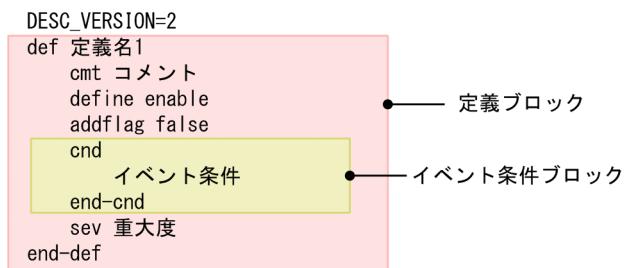 DESC_VERSION=2
def 定義名1
cmt コメント
define enable
addflag false
cnd
イベント条件
end-cnd
sev 重大度
end-def
定義ブロック
イベント条件ブロック